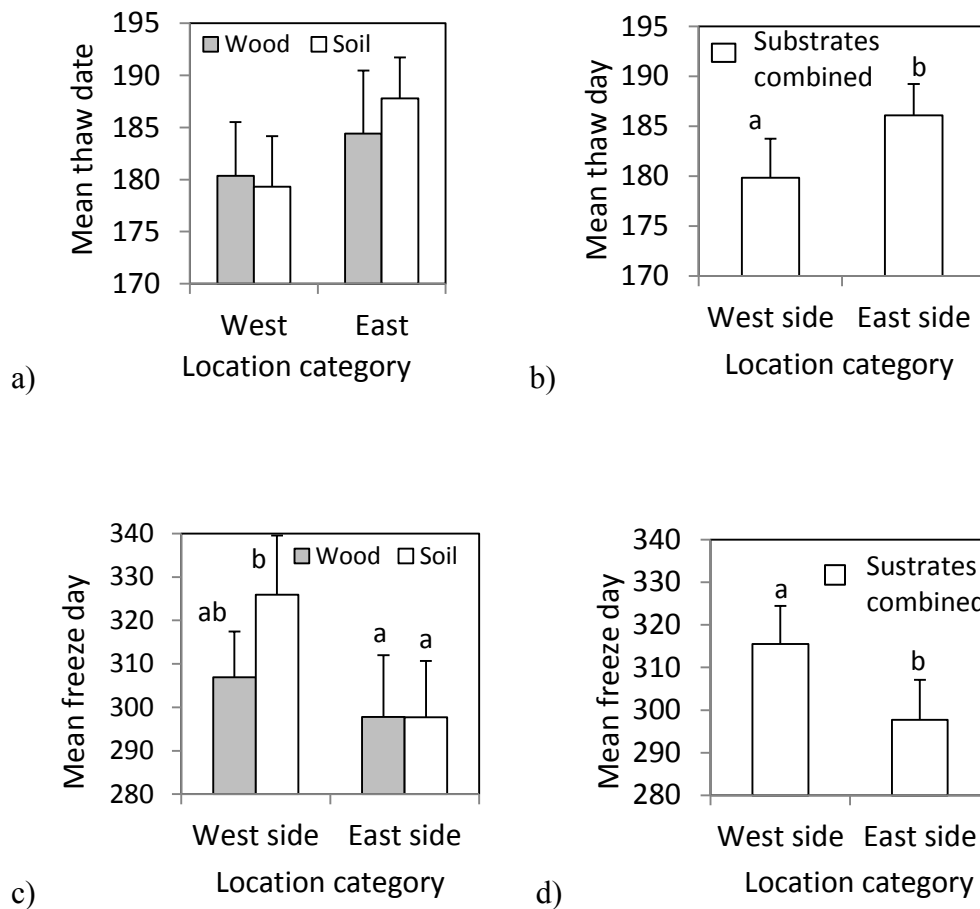 Mean thaw date
195
190
185
180
175
170
Wood Soil
West East
Location category
a)
Mean thaw day
195
190
185
180
175
170
Substrates
combined
a
b
West side East side
Location category
b)
Mean freeze day
340
330
320
310
300
290
280
Wood Soil
ab
b
a
a
West side East side
Location category
c)
Mean freeze day
340
330
320
310
300
290
280
Sustrates
combined
a
b
West side East side
Location category
d)